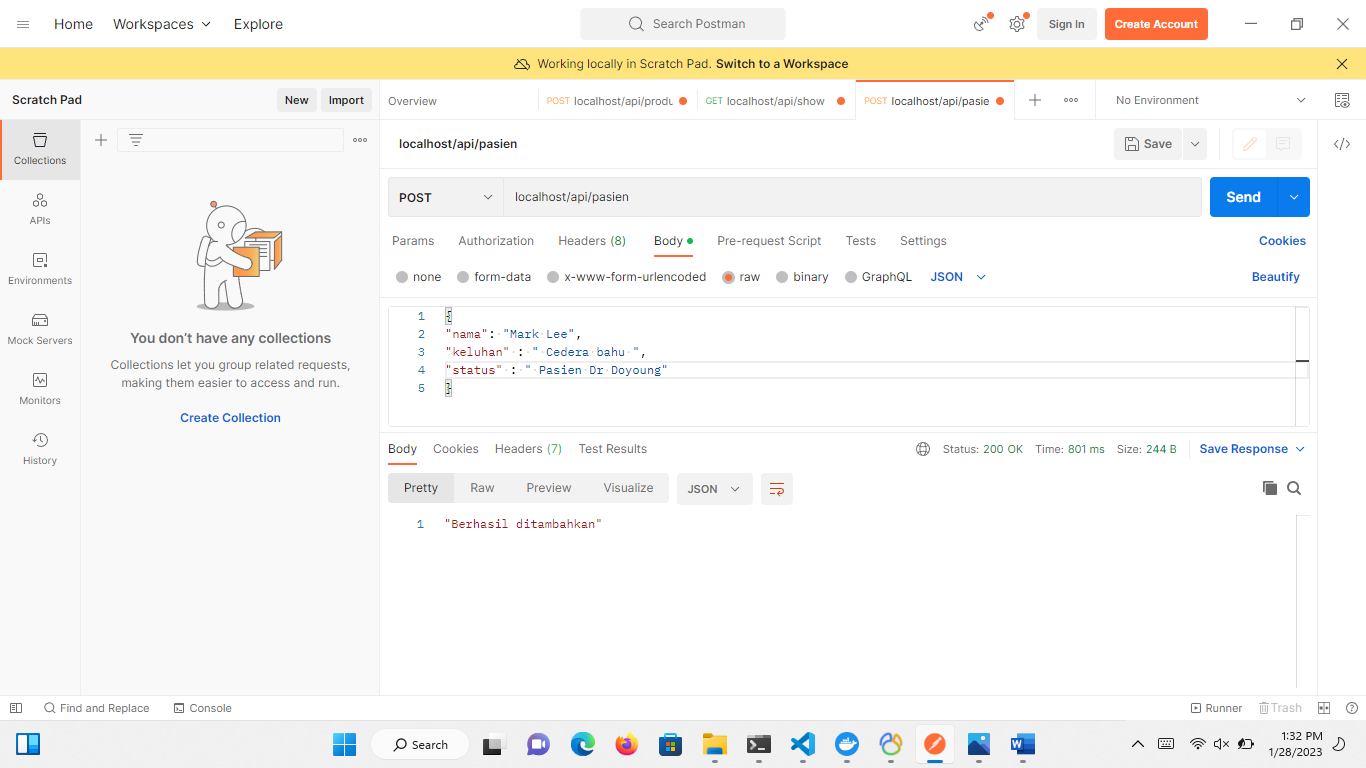 Home Workspaces Explore Search Postman Sign In Create Account
Working locally in Scratch Pad. Switch to a Workspace
Scratch Pad New Import
Overview POST localhost/api/produ GET localhost/api/show POST localhost/api/pasie No Environment
Collections
APIs
Environments
Mock Servers
Monitors
History
You don't have any collections
Collections let you group related requests,
making them easier to access and run.
Create Collection
localhost/api/pasien Save
POST localhost/api/pasien Send
Params Authorization Headers (8) Body Pre-request Script Tests Settings Cookies
none form-data x-www-form-urlencoded raw binary GraphQL JSON Beautify
1 {
2 "nama": "Mark Lee",
3 "keluhan" : " Cedera bahu ",
4 "status" : " Pasien Dr Doyoung"
5 }
Body Cookies Headers (7) Test Results Status: 200 OK Time: 801 ms Size: 244 B Save Response
Pretty Raw Preview Visualize JSON
1 "Berhasil ditambahkan"
Find and Replace Console Runner Trash
Search
1:32 PM
1/28/2023